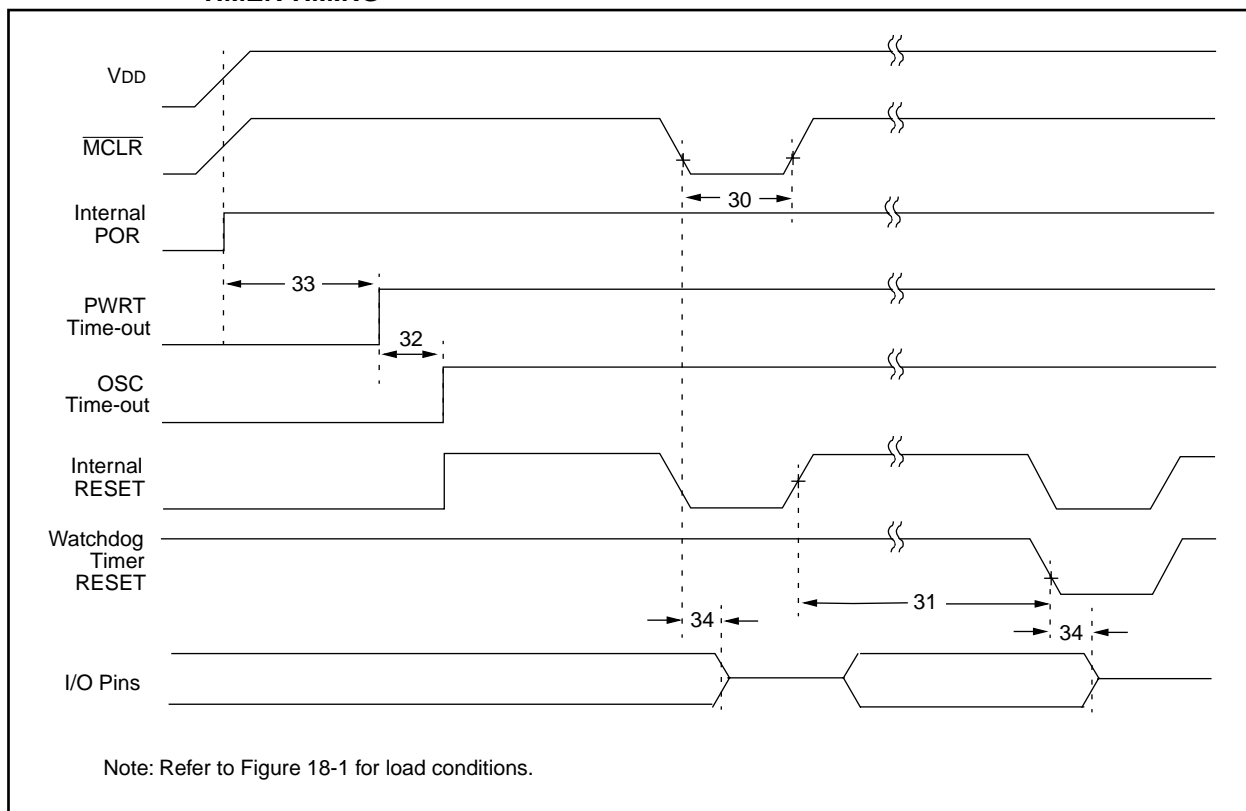 TIMER TIMING
VDD
MCLR
Internal
POR
PWRT
Time-out
OSC
Time-out
Internal
RESET
Watchdog
Timer
RESET
I/O Pins
30
33
32
31
34
34
Note: Refer to Figure 18-1 for load conditions.